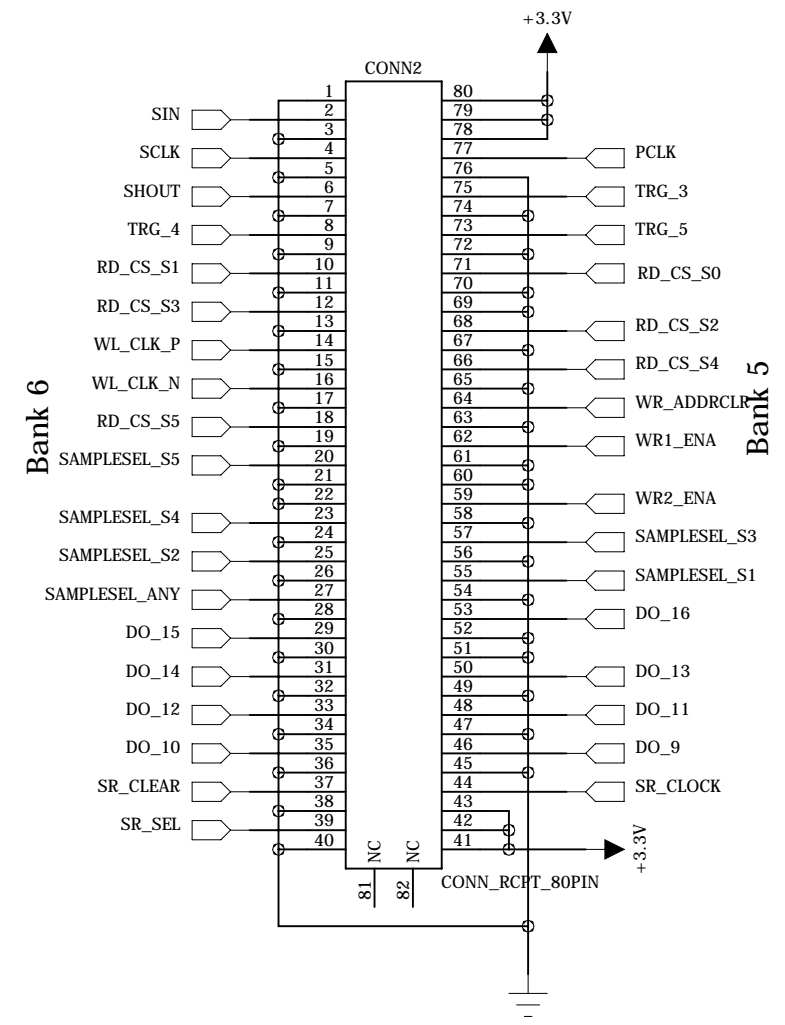 +3.3V
CONN2
1 80
SIN 2 79
3 78
SCLK 4 77 PCLK
5 76
SHOUT 6 75 TRG_3
7 74
TRG_4 8 73 TRG_5
9 72
RD_CS_S1 10 71 RD_CS_S0
11 70
RD_CS_S3 12 69
13 68 RD_CS_S2
WL_CLK_P 14 67
15 66 RD_CS_S4
WL_CLK_N 16 65
17 64 WR_ADDRCLR
RD_CS_S5 18 63
19 62 WR1_ENA
SAMPLESEL_S5 20 61
21 60
22 59 WR2_ENA
SAMPLESEL_S4 23 58
24 57 SAMPLESEL_S3
SAMPLESEL_S2 25 56
26 55 SAMPLESEL_S1
SAMPLESEL_ANY 27 54
28 53 DO_16
DO_15 29 52
30 51
DO_14 31 50 DO_13
32 49
DO_12 33 48 DO_11
34 47
DO_10 35 46 DO_9
36 45
SR_CLEAR 37 44 SR_CLOCK
38 43
SR_SEL 39 42
40 41
+3.3V
NC NC
81 82
CONN_RCPT_80PIN
Bank 6
Bank 5